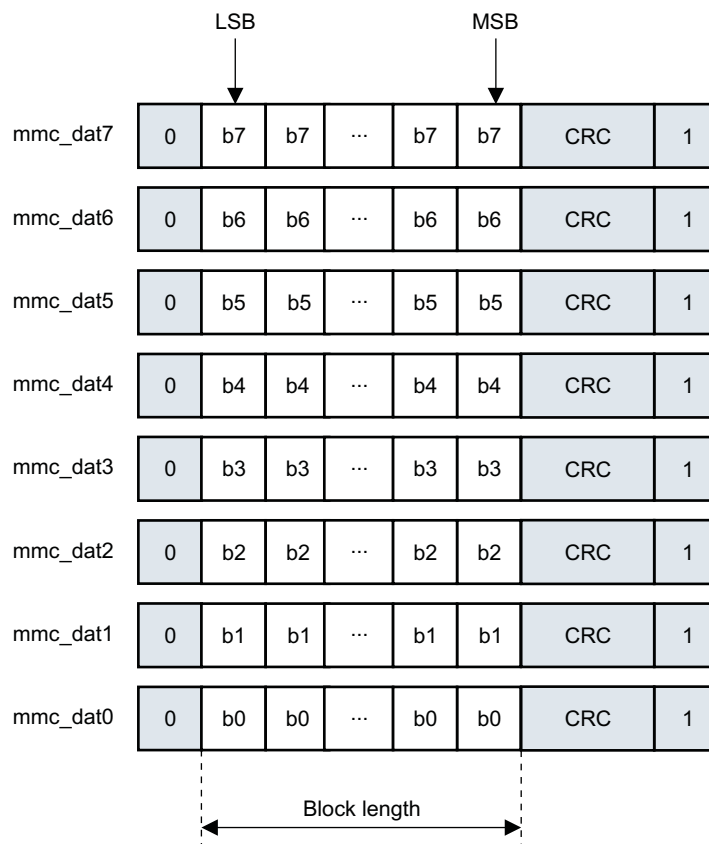 LSB MSB
mmc_dat7 0 b7 b7 ... b7 b7 CRC 1
mmc_dat6 0 b6 b6 ... b6 b6 CRC 1
mmc_dat5 0 b5 b5 ... b5 b5 CRC 1
mmc_dat4 0 b4 b4 ... b4 b4 CRC 1
mmc_dat3 0 b3 b3 ... b3 b3 CRC 1
mmc_dat2 0 b2 b2 ... b2 b2 CRC 1
mmc_dat1 0 b1 b1 ... b1 b1 CRC 1
mmc_dat0 0 b0 b0 ... b0 b0 CRC 1
Block length